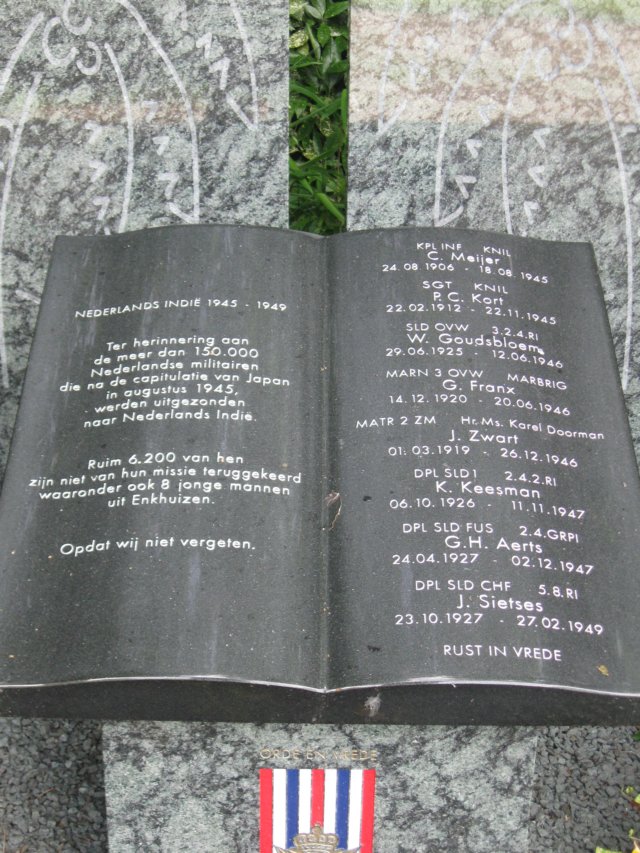 NEDERLANDS INDIË 1945 - 1949
Ter herinnering aan
de meer dan 150.000
Nederlandse militairen
die na de capitulatie van Japan
in augustus 1945,
werden uitgezonden
naar Nederlands Indië.
Ruim 6.200 van hen
zijn niet van hun missie teruggekeerd
waaronder ook 8 jonge mannen
uit Enkhuizen.
Opdat wij niet vergeten.
KPL INF KNIL
C. Meijer
24.08.1906 - 18.08.1945
SGT KNIL
P.C. Kort
22.02.1912 - 22.11.1945
SLD OVW 3.2.4.RI
W. Goudsbloem
29.06.1925 - 12.06.1946
MARN 3 OVW MARBRIG
G. Franx
14.12.1920 - 20.06.1946
MATR 2 ZM Hr. Ms. Karel Doorman
J. Zwart
01.03.1919 - 26.12.1946
DPL SLD 1 2.4.2.RI
K. Keesman
06.10.1926 - 11.11.1947
DPL SLD FUS 2.4.GRPI
G.H. Aerts
24.04.1927 - 02.12.1947
DPL SLD CHF 5.8.RI
J. Sietses
23.10.1927 - 27.02.1949
RUST IN VREDE
ORDE EN VREDE